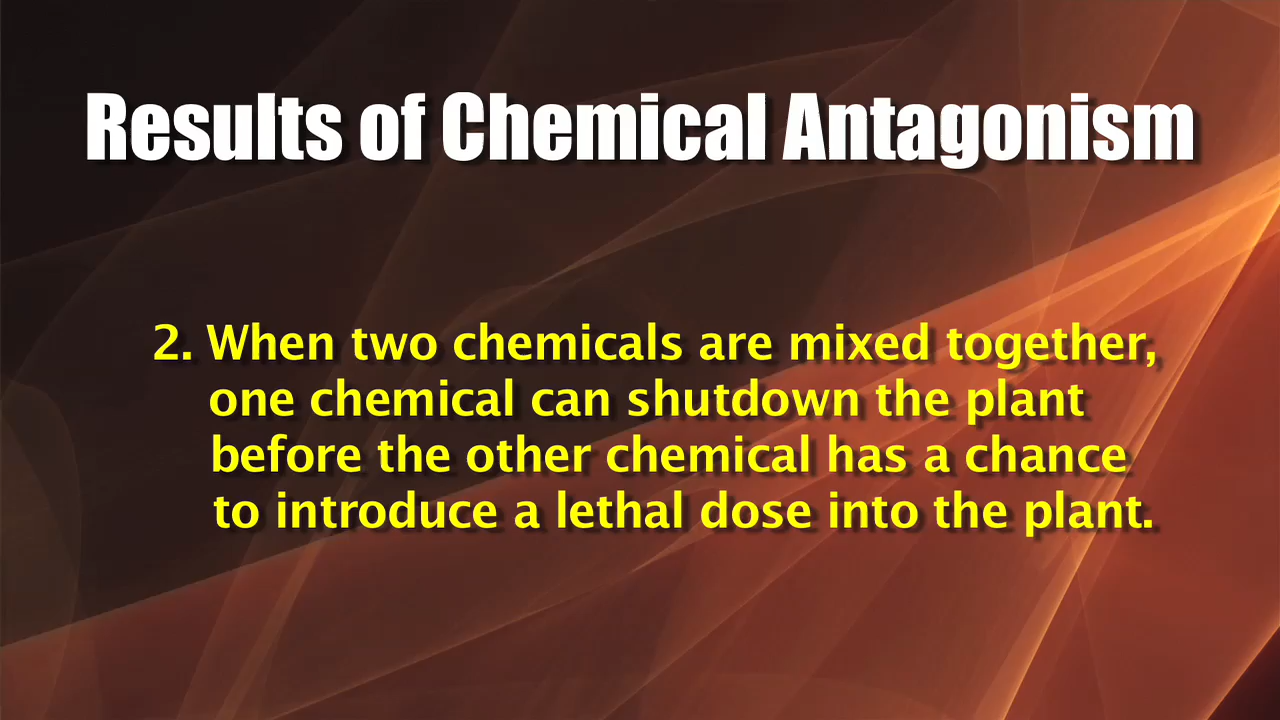 Results of Chemical Antagonism
2. When two chemicals are mixed together,
one chemical can shutdown the plant
before the other chemical has a chance
to introduce a lethal dose into the plant.